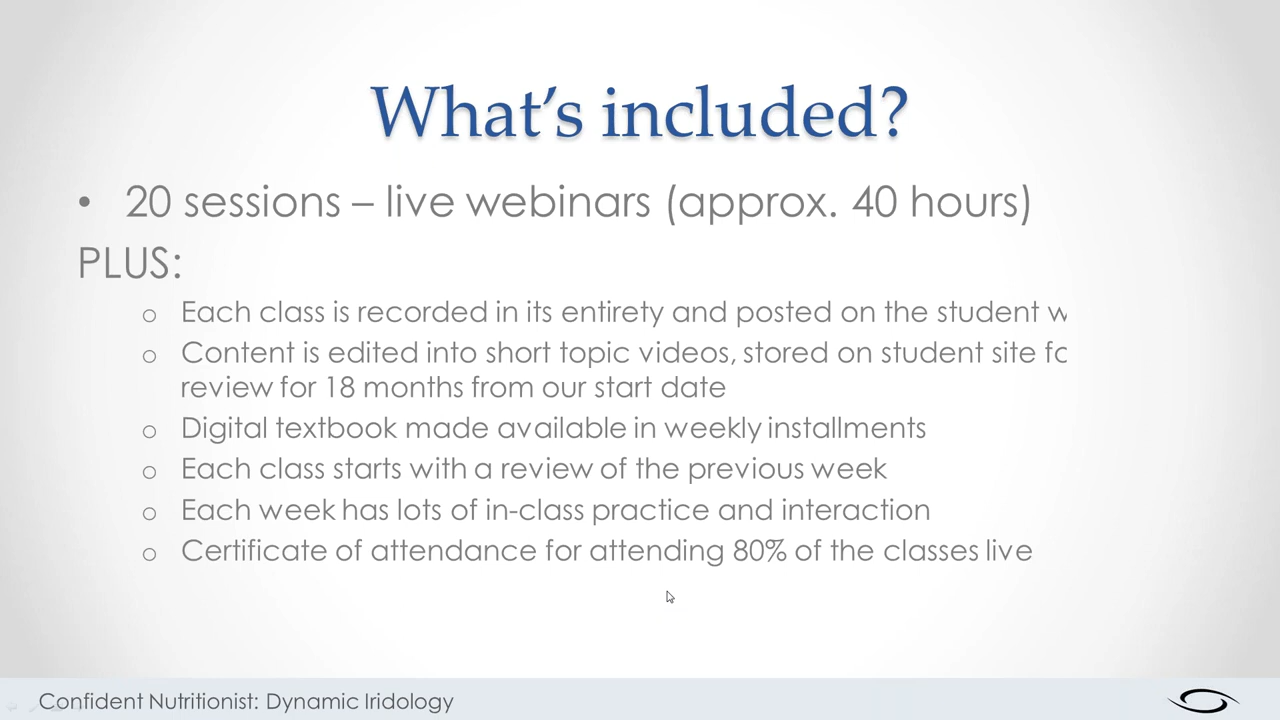 What's included?
• 20 sessions – live webinars (approx. 40 hours)
PLUS:
o Each class is recorded in its entirety and posted on the student
o Content is edited into short topic videos, stored on student site
review for 18 months from our start date
o Digital textbook made available in weekly installments
o Each class starts with a review of the previous week
o Each week has lots of in-class practice and interaction
o Certificate of attendance for attending 80% of the classes live
Confident Nutritionist: Dynamic Iridology